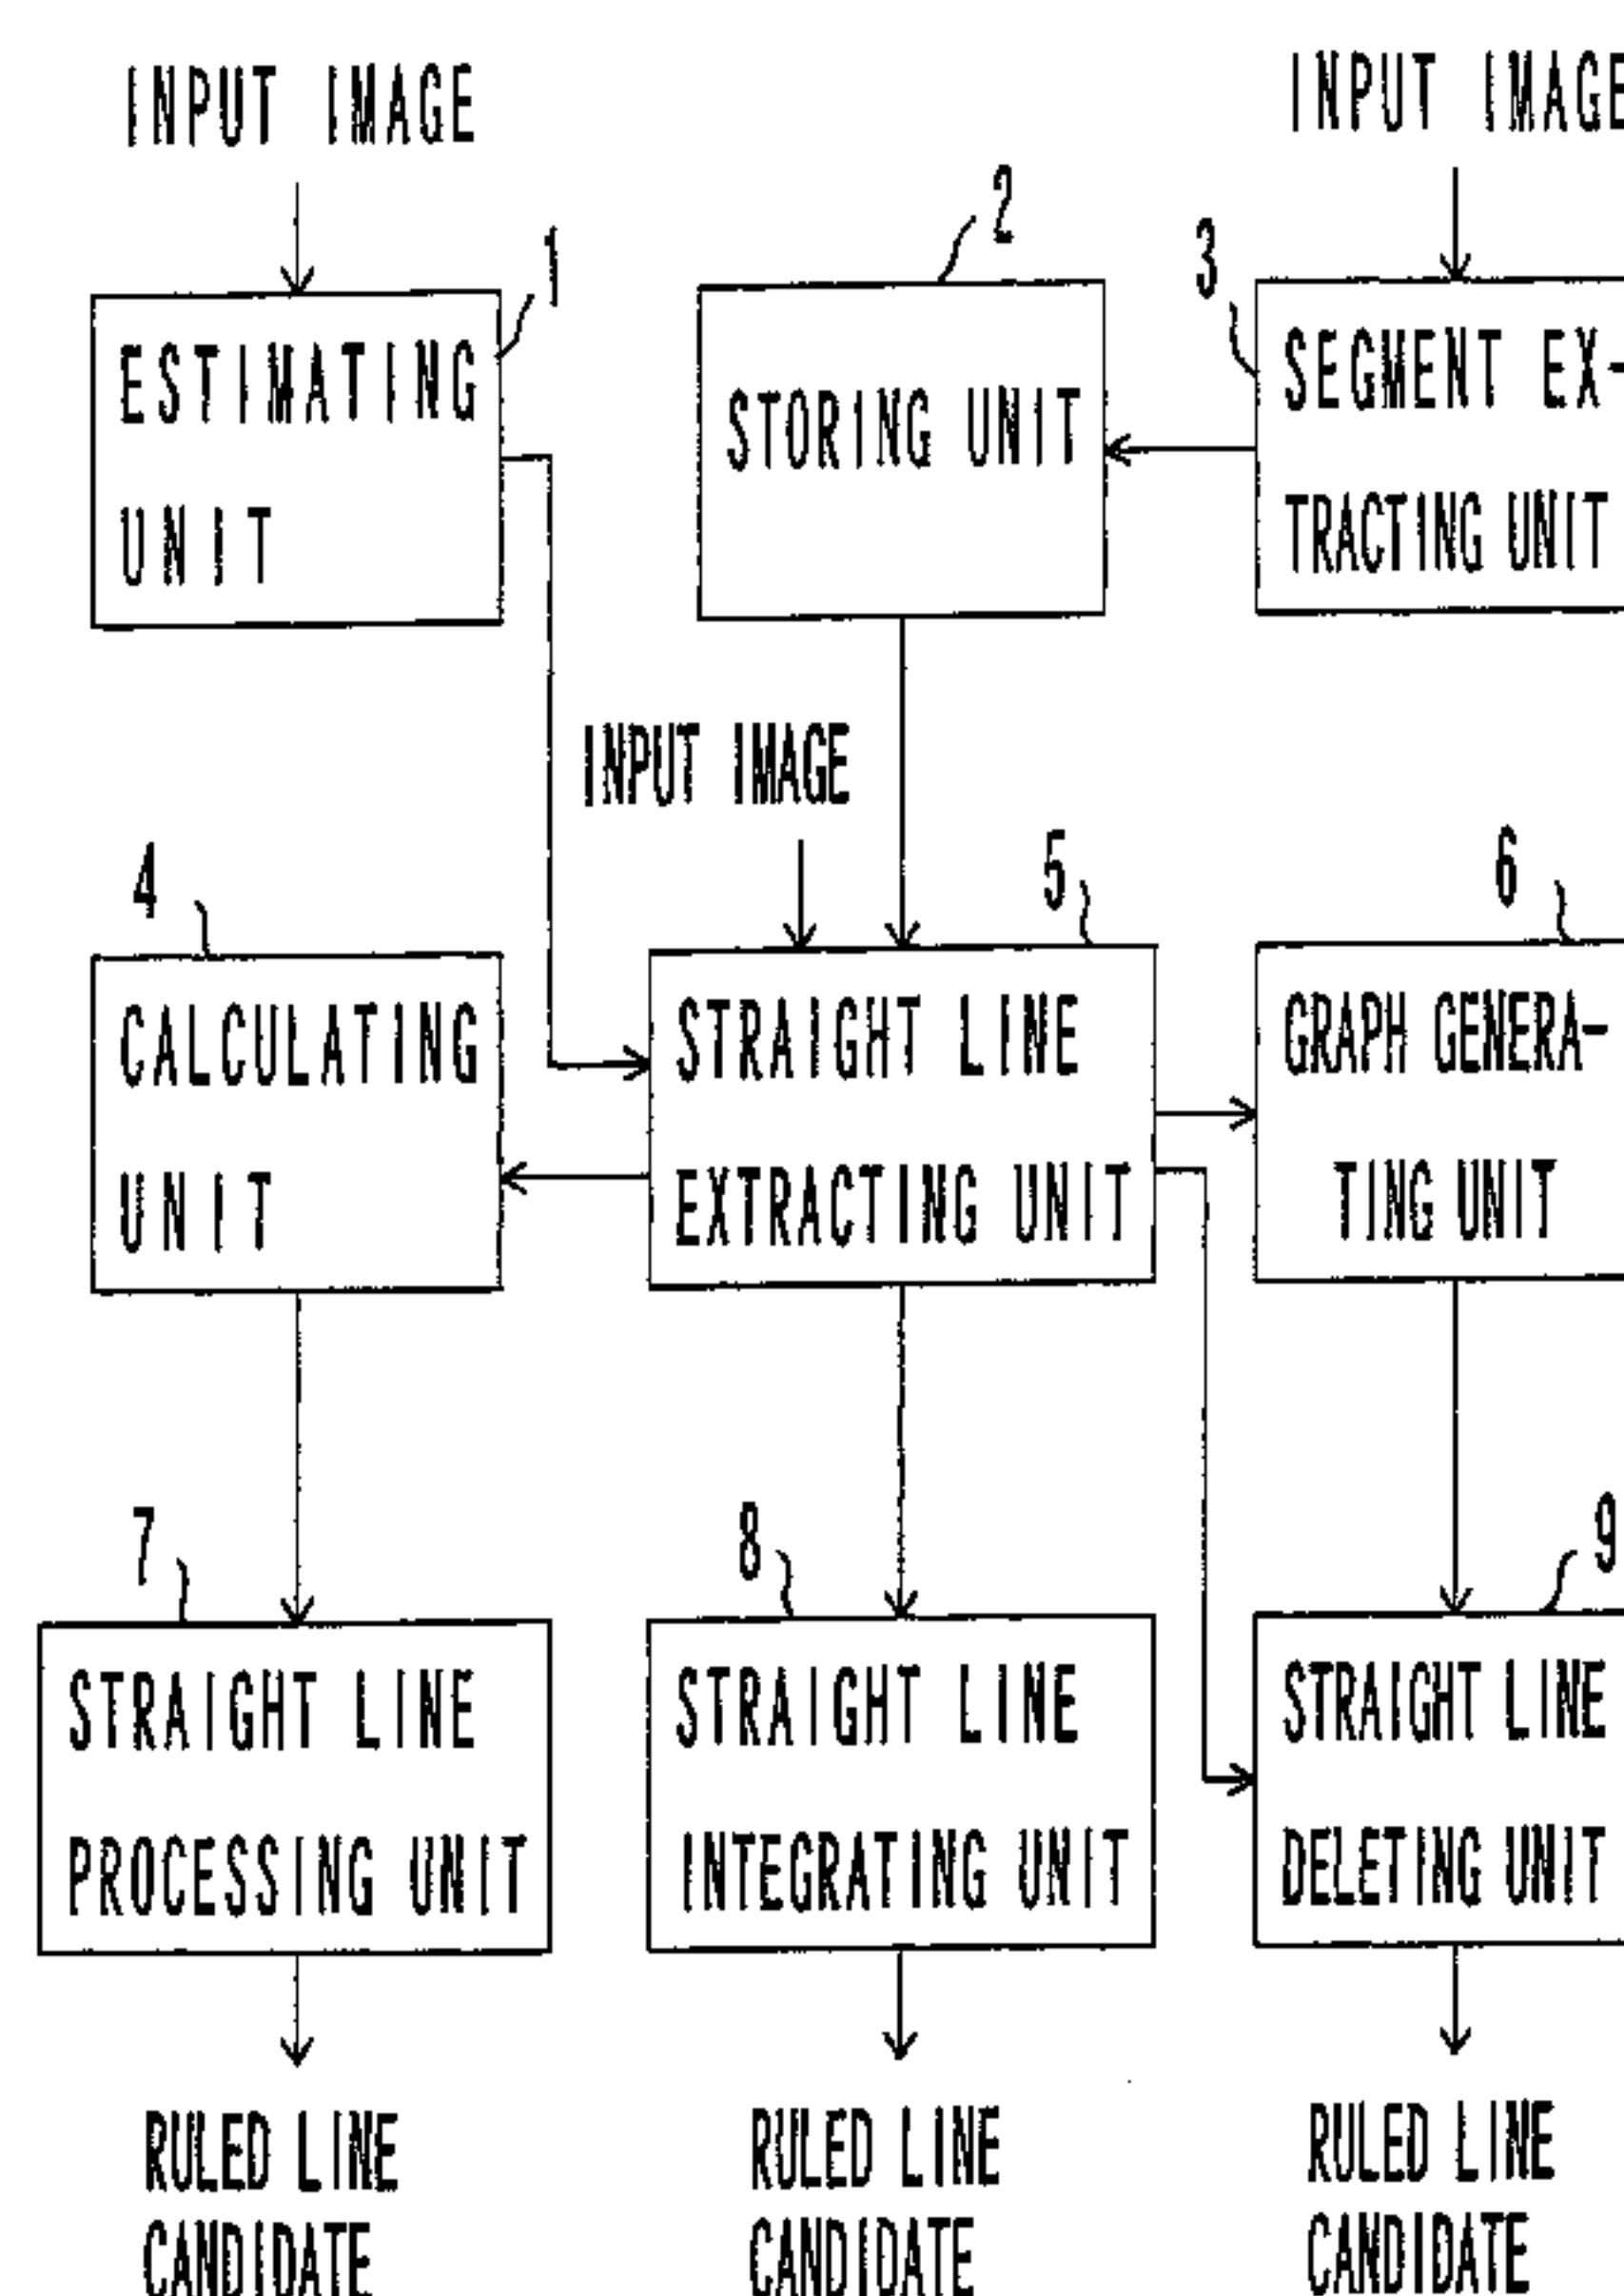 INPUT IMAGE
INPUT IMAGE
1
2
3
ESTIMATING
UNIT
STORING UNIT
SEGMENT EX-
TRACTING UNIT
INPUT IMAGE
4
5
6
CALCULATING
UNIT
STRAIGHT LINE
EXTRACTING UNIT
GRAPH GENERA-
TING UNIT
7
8
9
STRAIGHT LINE
PROCESSING UNIT
STRAIGHT LINE
INTEGRATING UNIT
STRAIGHT LINE
DELETING UNIT
RULED LINE
CANDIDATE
RULED LINE
CANDIDATE
RULED LINE
CANDIDATE